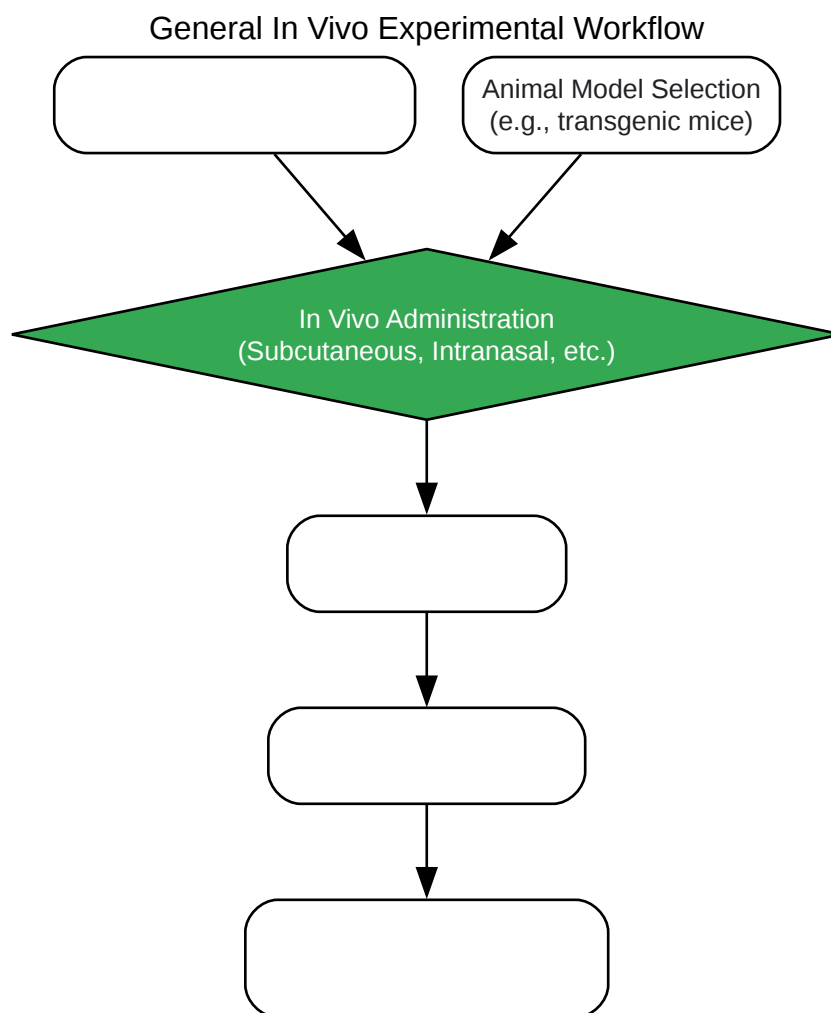 General In Vivo Experimental Workflow
Animal Model Selection
(e.g., transgenic mice)
In Vivo Administration
(Subcutaneous, Intranasal, etc.)